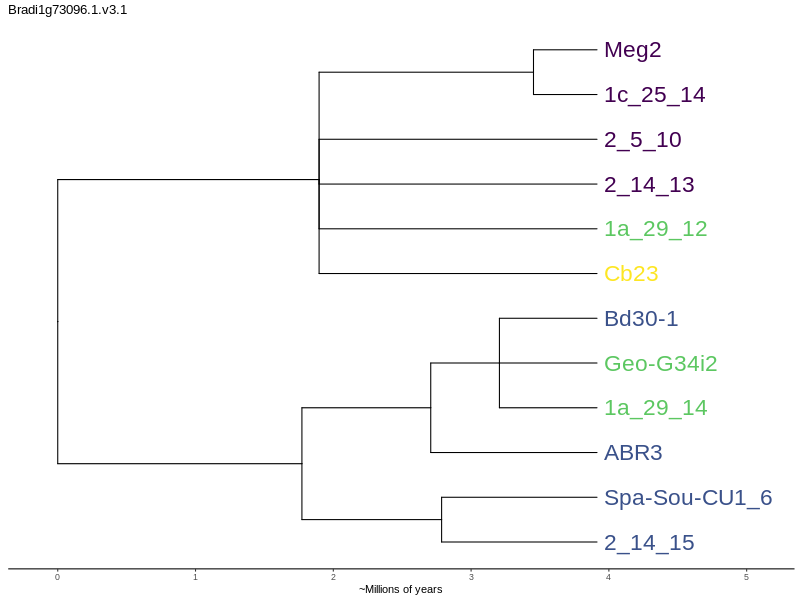 Bradi1g73096.1.v3.1
Meg2
1c_25_14
2_5_10
2_14_13
1a_29_12
Cb23
Bd30-1
Geo-G34i2
1a_29_14
ABR3
Spa-Sou-CU1_6
2_14_15
0 1 2 3 4 5
~Millions of years